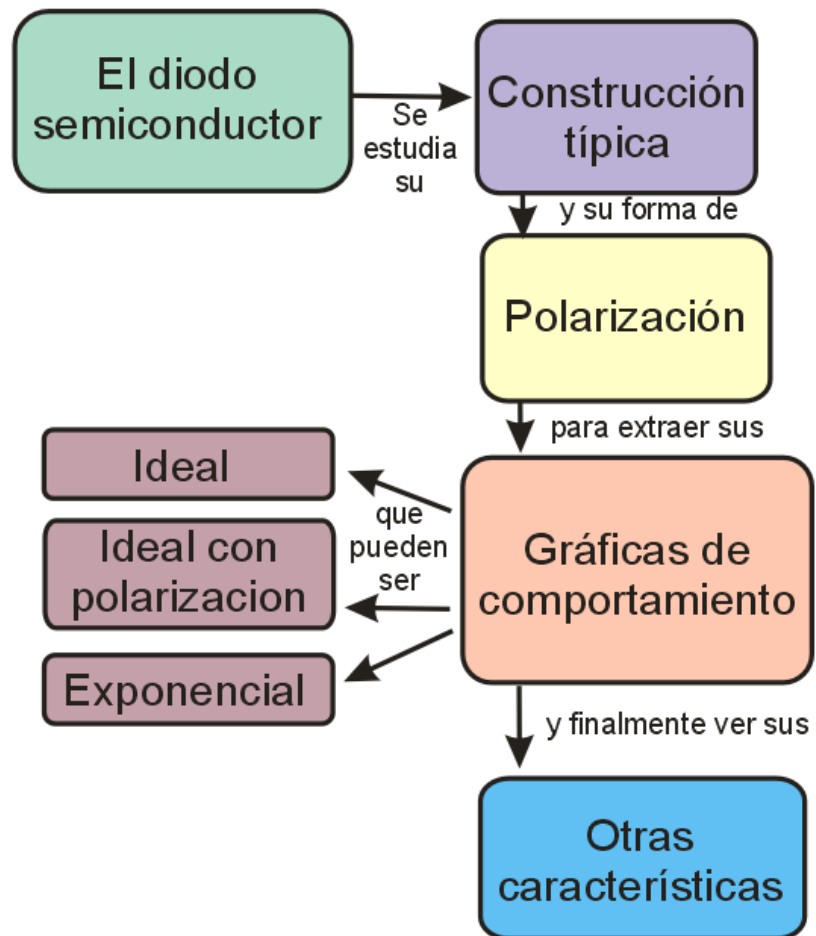 El diodo
semiconductor
Se
estudia
su
Construcción
típica
y su forma de
Polarización
para extraer sus
Gráficas de
comportamiento
que
pueden
ser
Ideal
Ideal con
polarizacion
Exponencial
y finalmente ver sus
Otras
características